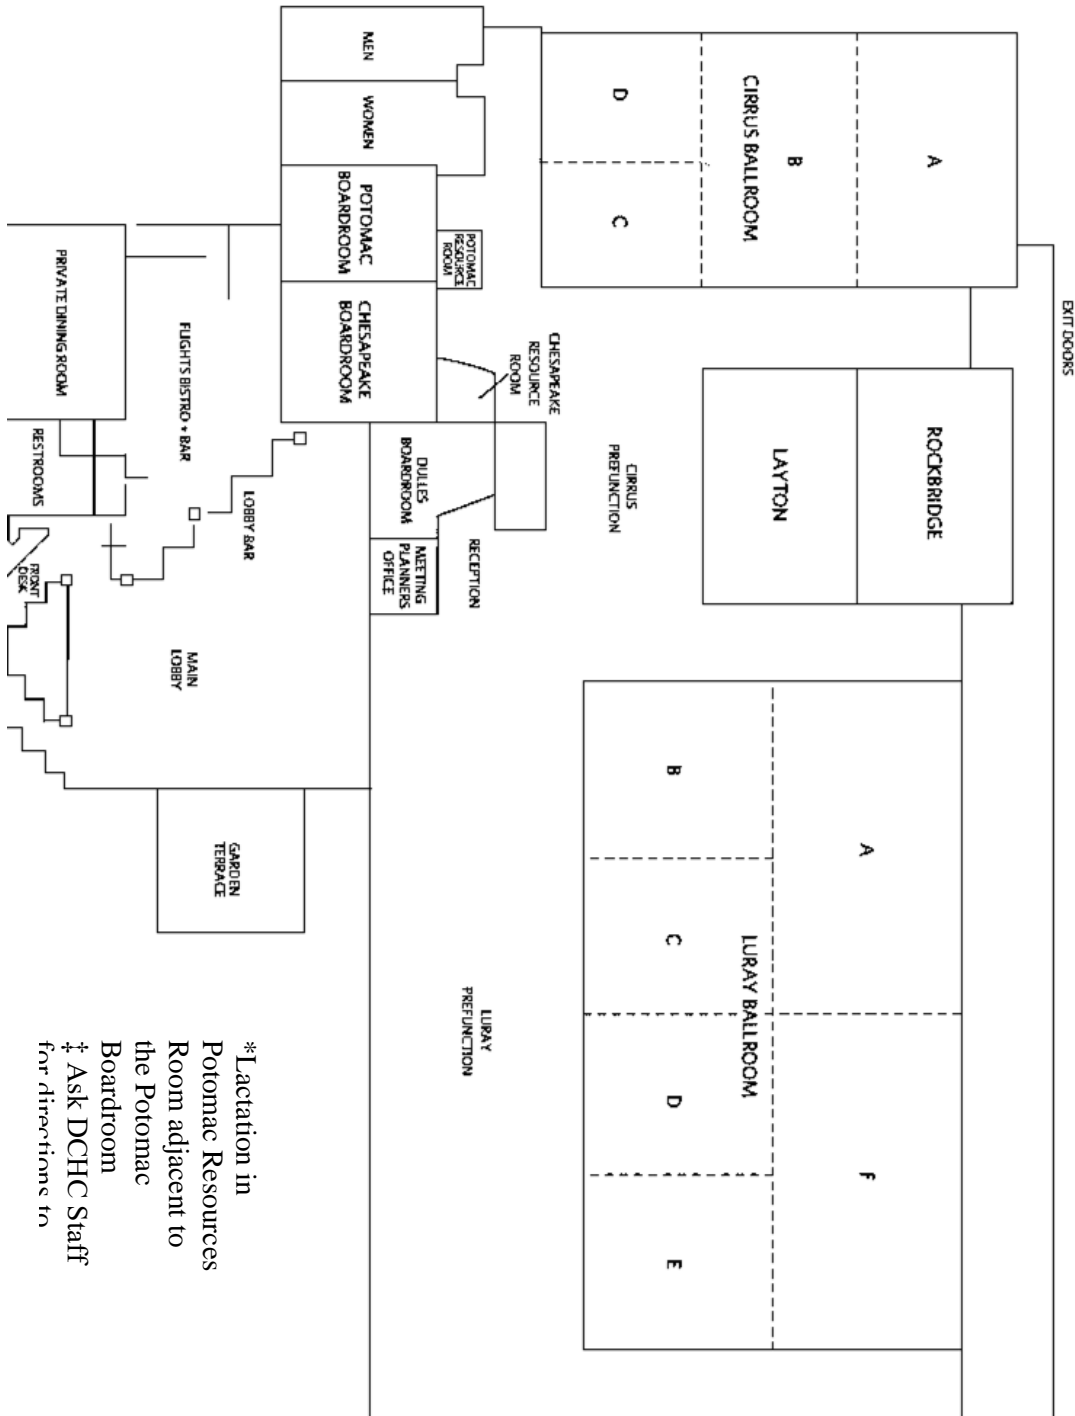 EXIT DOORS
A
B
CIRRUS BALLROOM
D
C
ROCKBRIDGE
LAYTON
A
F
LURAY BALLROOM
B
C
D
E
CIRRUS
PREFUNCTION
LURAY
PREFUNCTION
CHESAPEAKE
RESOURCE
ROOM
RECEPTION
POTOMAC
RESOURCE
ROOM
MEN
WOMEN
POTOMAC
BOARDROOM
CHESAPEAKE
BOARDROOM
DULLES
BOARDROOM
MEETING
PLANNERS
OFFICE
LOBBY BAR
FLIGHTS BISTRO + BAR
MAIN
LOBBY
GARDEN
TERRACE
PRIVATE DINING ROOM
RESTROOMS
FRONT
DESK
*Lactation in
Potomac Resources
Room adjacent to
the Potomac
Boardroom
‡ Ask DCHC Staff
for directions to